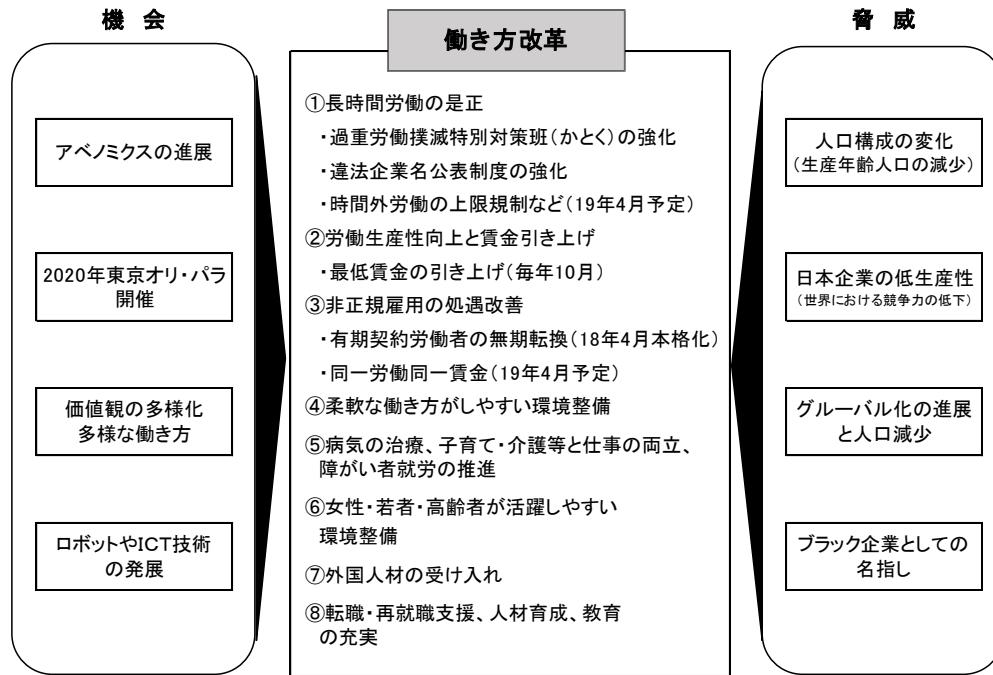 機 会
アベノミクスの進展
2020年東京オリ・パラ
開催
価値観の多様化
多様な働き方
ロボットやICT技術
の発展
働き方改革
①長時間労働の是正
・過重労働撲滅特別対策班(かとく)の強化
・違法企業名公表制度の強化
・時間外労働の上限規制など(19年4月予定)
②労働生産性向上と賃金引き上げ
・最低賃金の引き上げ(毎年10月)
③非正規雇用の処遇改善
・有期契約労働者の無期転換(18年4月本格化)
・同一労働同一賃金(19年4月予定)
④柔軟な働き方がしやすい環境整備
⑤病気の治療、子育て・介護等と仕事の両立、
障がい者就労の推進
⑥女性・若者・高齢者が活躍しやすい
環境整備
⑦外国人材の受け入れ
⑧転職・再就職支援、人材育成、教育
の充実
脅 威
人口構成の変化
(生産年齢人口の減少)
日本企業の低生産性
(世界における競争力の低下)
グルーバル化の進展
と人口減少
ブラック企業としての
名指し